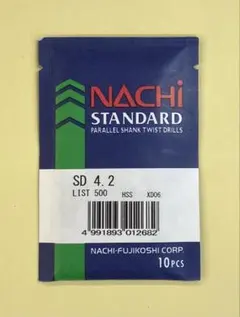 NACHI
STANDARD
PARALLEL SHANK TWIST DRILLS
SD 4.2
LIST 500 HSS X006
4 991893 012682
NACHI-FUJIKOSHI CORP.
10PCS